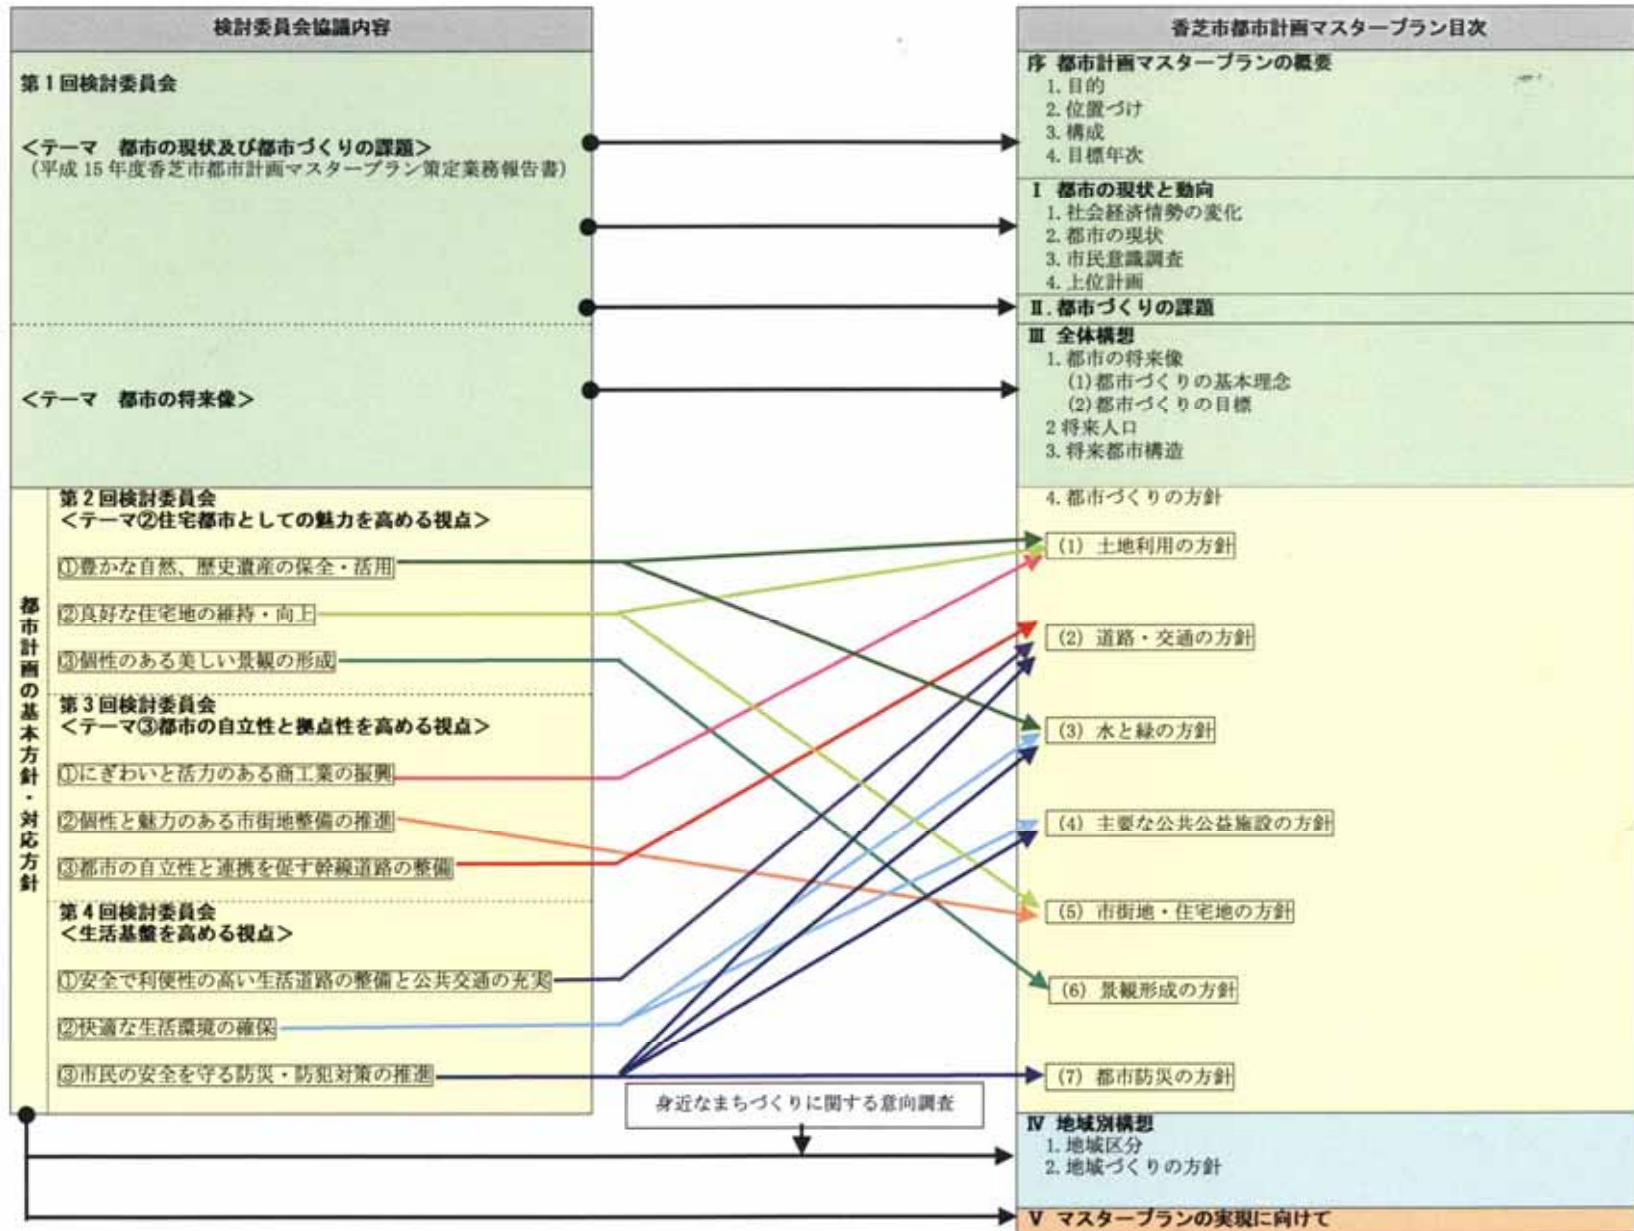 検討委員会協議内容
第1回検討委員会
<テーマ　都市の現状及び都市づくりの課題>
(平成15年度香芝市都市計画マスタープラン策定業務報告書)
<テーマ　都市の将来像>
都市計画の基本方針・対応方針
第2回検討委員会
<テーマ②住宅都市としての魅力を高める視点>
①豊かな自然、歴史遺産の保全・活用
②良好な住宅地の維持・向上
③個性のある美しい景観の形成
第3回検討委員会
<テーマ③都市の自立性と拠点性を高める視点>
①にぎわいと活力のある商工業の振興
②個性と魅力のある市街地整備の推進
③都市の自立性と連携を促す幹線道路の整備
第4回検討委員会
<生活基盤を高める視点>
①安全で利便性の高い生活道路の整備と公共交通の充実
②快適な生活環境の確保
③市民の安全を守る防災・防犯対策の推進
身近なまちづくりに関する意向調査
香芝市都市計画マスタープラン目次
序 都市計画マスタープランの概要
1. 目的
2. 位置づけ
3. 構成
4. 目標年次
Ⅰ 都市の現状と動向
1. 社会経済情勢の変化
2. 都市の現状
3. 市民意識調査
4. 上位計画
Ⅱ. 都市づくりの課題
Ⅲ 全体構想
1. 都市の将来像
(1)都市づくりの基本理念
(2)都市づくりの目標
2 将来人口
3. 将来都市構造
4. 都市づくりの方針
(1) 土地利用の方針
(2) 道路・交通の方針
(3) 水と緑の方針
(4) 主要な公共公益施設の方針
(5) 市街地・住宅地の方針
(6) 景観形成の方針
(7) 都市防災の方針
Ⅳ 地域別構想
1. 地域区分
2. 地域づくりの方針
Ⅴ マスタープランの実現に向けて